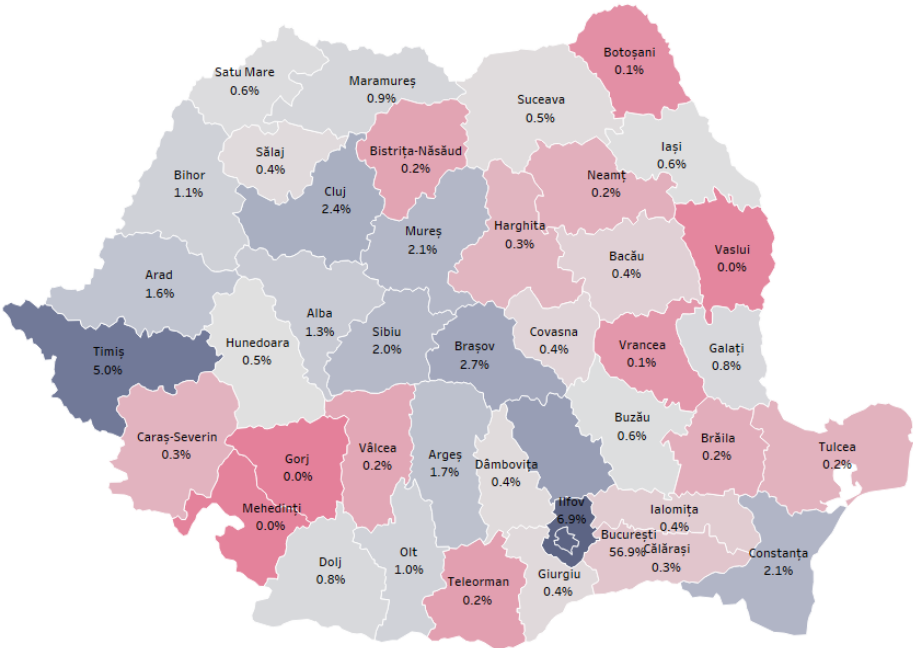 Botoșani
0.1%
Satu Mare
0.6%
Maramureș
0.9%
Suceava
0.5%
Iași
0.6%
Sălaj
0.4%
Bistrița-Năsăud
0.2%
Neamț
0.2%
Bihor
1.1%
Cluj
2.4%
Mureș
2.1%
Harghita
0.3%
Bacău
0.4%
Vaslui
0.0%
Arad
1.6%
Alba
1.3%
Sibiu
2.0%
Brașov
2.7%
Covasna
0.4%
Vrancea
0.1%
Galați
0.8%
Timiș
5.0%
Hunedoara
0.5%
Buzău
0.6%
Caraș-Severin
0.3%
Gorj
0.0%
Vâlcea
0.2%
Argeș
1.7%
Dâmbovița
0.4%
Brăila
0.2%
Tulcea
0.2%
Mehedinți
0.0%
Ilfov
6.9%
Ialomița
0.4%
București
56.9%
Călărași
0.3%
Constanța
2.1%
Dolj
0.8%
Olt
1.0%
Teleorman
0.2%
Giurgiu
0.4%